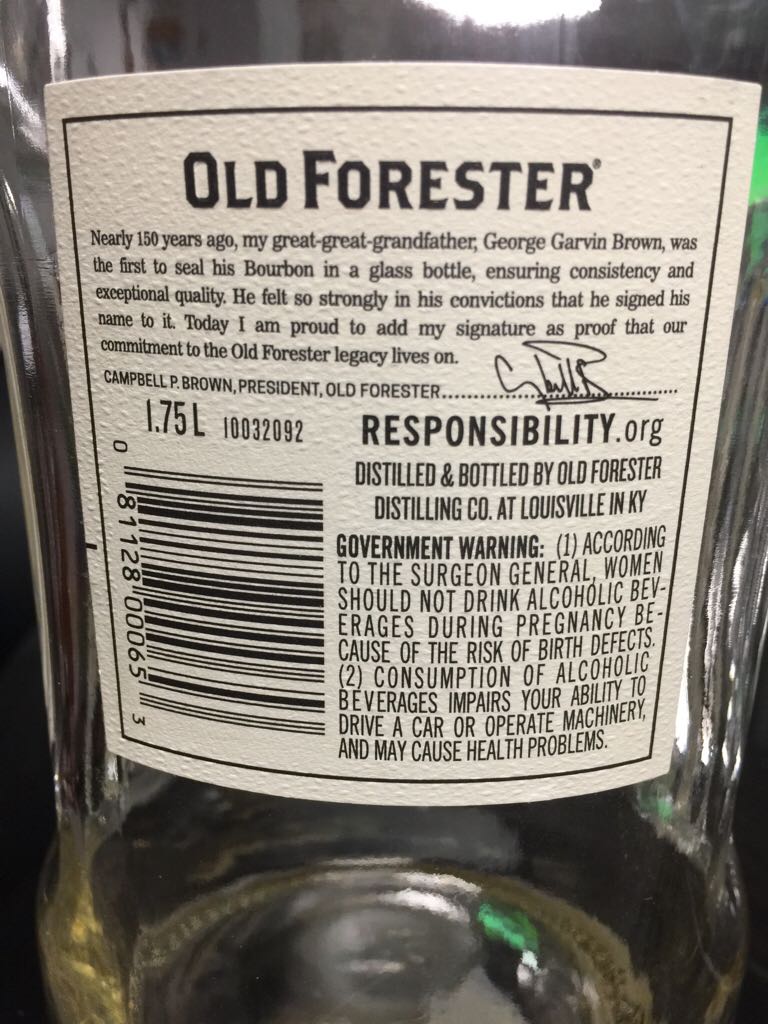 OLD FORESTER®
Nearly 150 years ago, my great-great-grandfather, George Garvin Brown, was
the first to seal his Bourbon in a glass bottle, ensuring consistency and
exceptional quality. He felt so strongly in his convictions that he signed his
name to it. Today I am proud to add my signature as proof that our
commitment to the Old Forester legacy lives on.
CAMPBELL P. BROWN, PRESIDENT, OLD FORESTER
1.75 L 10032092
RESPONSIBILITY.org
DISTILLED & BOTTLED BY OLD FORESTER
DISTILLING CO. AT LOUISVILLE IN KY
GOVERNMENT WARNING: (1) ACCORDING
TO THE SURGEON GENERAL, WOMEN
SHOULD NOT DRINK ALCOHOLIC BEV-
ERAGES DURING PREGNANCY BE-
CAUSE OF THE RISK OF BIRTH DEFECTS.
(2) CONSUMPTION OF ALCOHOLIC
BEVERAGES IMPAIRS YOUR ABILITY TO
DRIVE A CAR OR OPERATE MACHINERY,
AND MAY CAUSE HEALTH PROBLEMS.
0 81128 00065 3